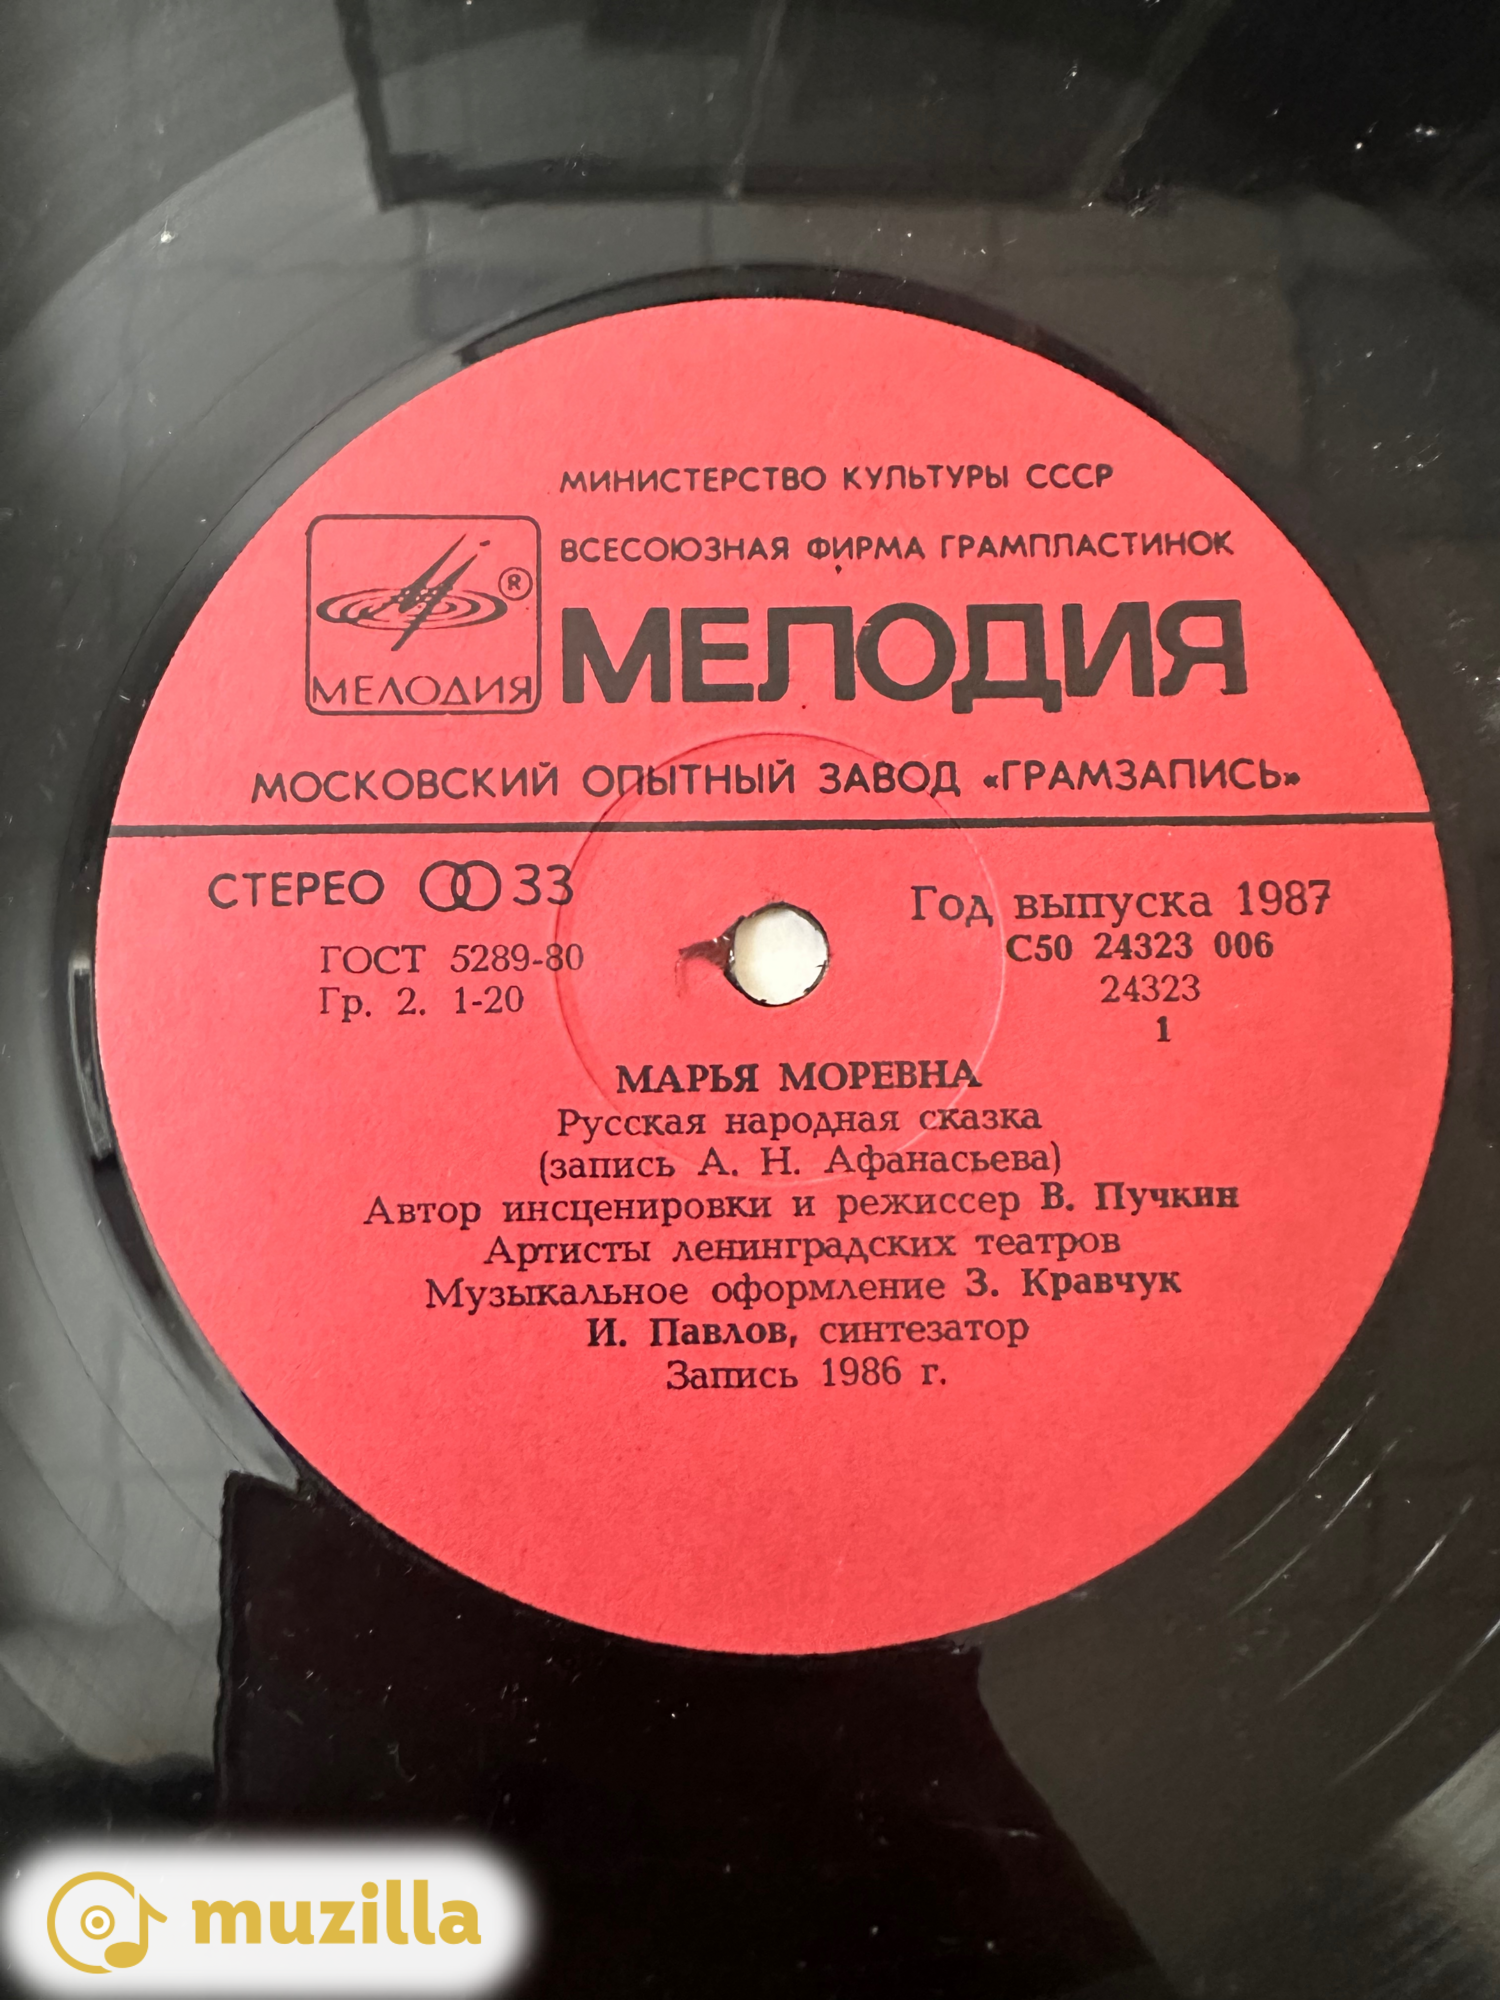 МИНИСТЕРСТВО КУЛЬТУРЫ СССР
ВСЕСОЮЗНАЯ ФИРМА ГРАМПЛАСТИНОК
®
МЕЛОДИЯ
МЕЛОДИЯ
МОСКОВСКИЙ ОПЫТНЫЙ ЗАВОД «ГРАМЗАПИСЬ»
СТЕРЕО 33
Год выпуска 1987
ГОСТ 5289-80
С50 24323 006
Гр. 2. 1-20
24323
1
МАРЬЯ МОРЕВНА
Русская народная сказка
(запись А. Н. Афанасьева)
Автор инсценировки и режиссер В. Пучкин
Артисты ленинградских театров
Музыкальное оформление З. Кравчук
И. Павлов, синтезатор
Запись 1986 г.
muzilla